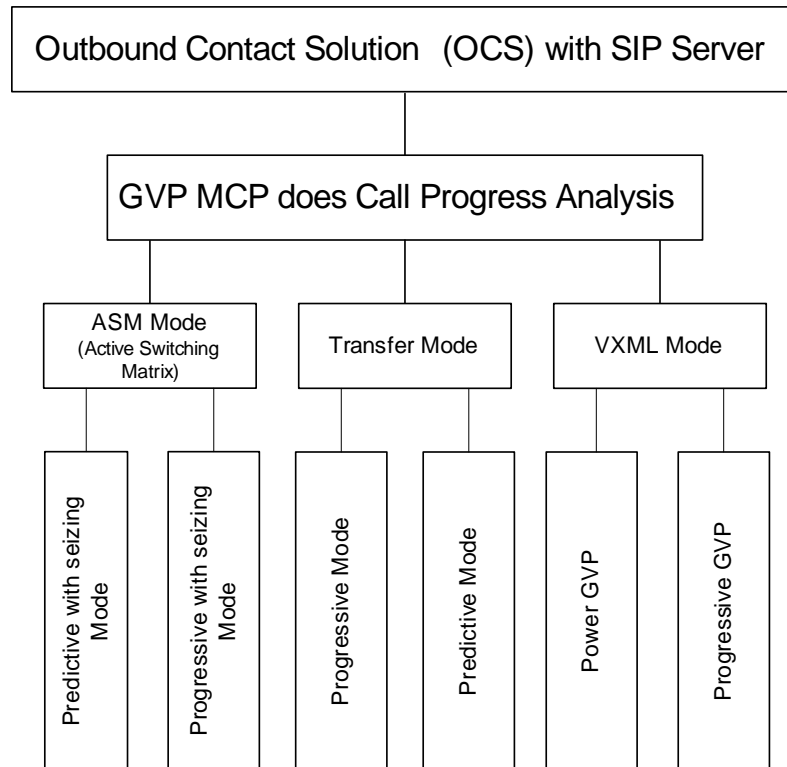 Outbound Contact Solution (OCS) with SIP Server
GVP MCP does Call Progress Analysis
ASM Mode
(Active Switching
Matrix)
Transfer Mode
VXML Mode
Predictive with seizing
Mode
Progressive with seizing
Mode
Progressive Mode
Predictive Mode
Power GVP
Progressive GVP